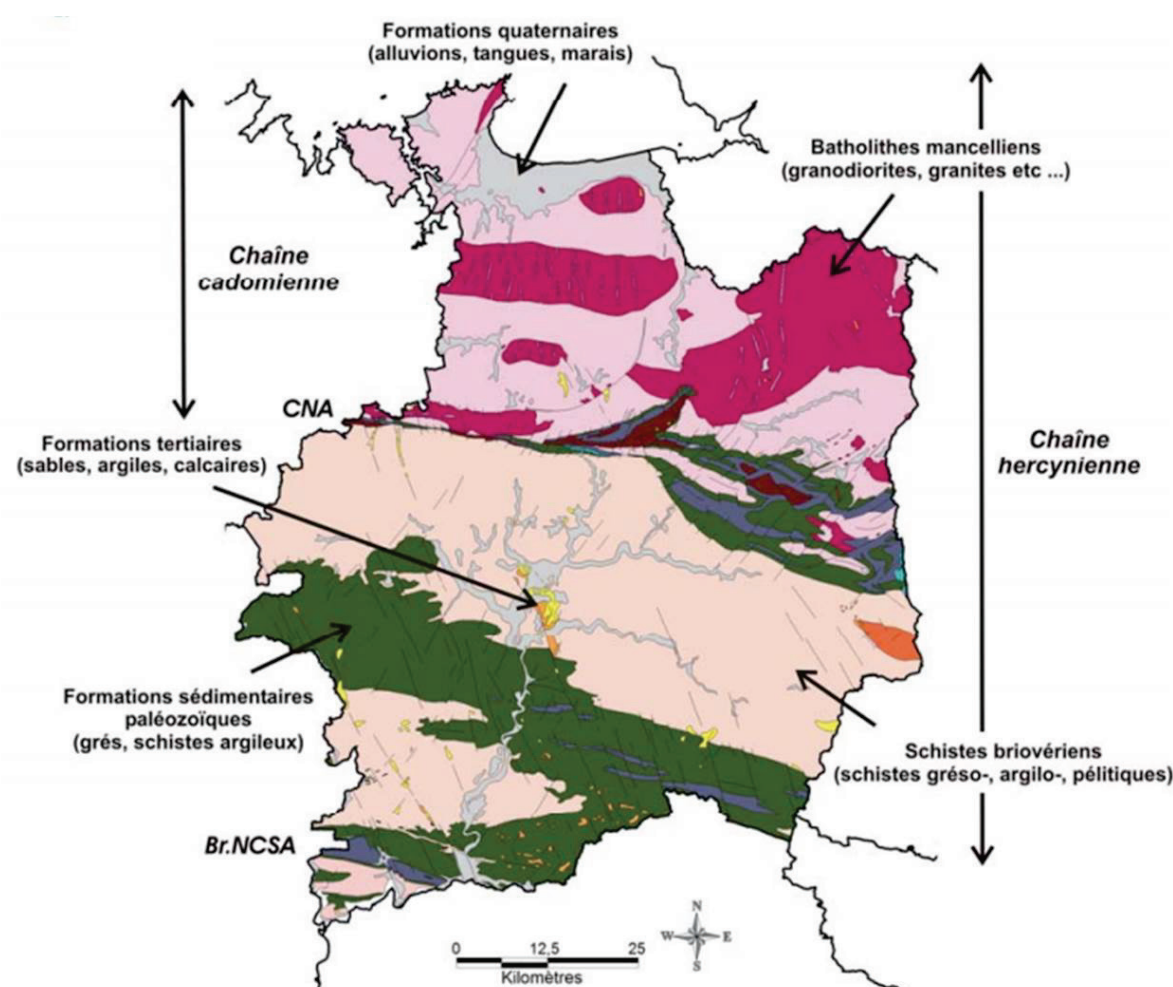 Formations quaternaires
(alluvions, tangues, marais)
Batholithes mancelliens
(granodiorites, granites etc ...)
Chaîne
cadomienne
CNA
Formations tertiaires
(sables, argiles, calcaires)
Chaîne
hercynienne
Formations sédimentaires
paléozoïques
(grés, schistes argileux)
Schistes briovériens
(schistes gréso-, argilo-, pélitiques)
Br.NCSA
N
W
E
S
0
12,5
25
Kilomètres